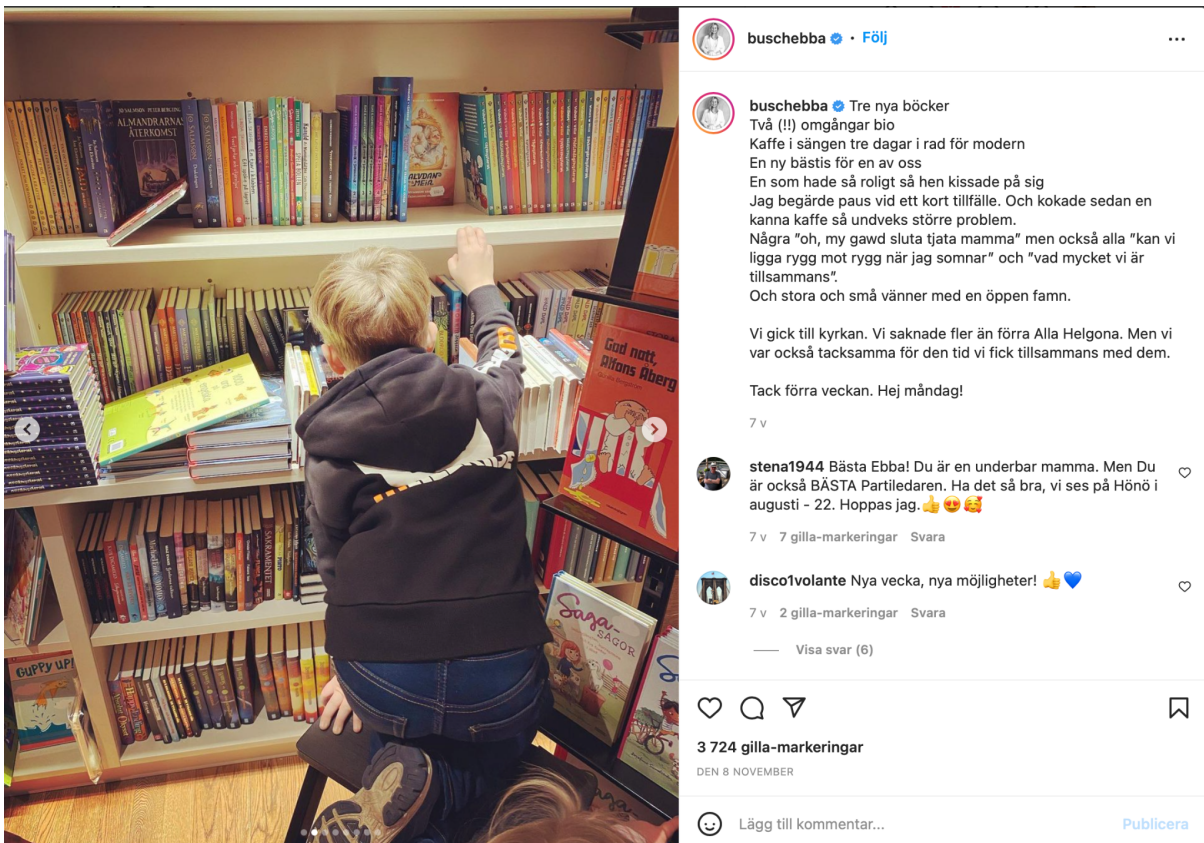 buschebba • Följ
buschebba Tre nya böcker
Två (!!) omgångar bio
Kaffe i sängen tre dagar i rad för modern
En ny bästis för en av oss
En som hade så roligt så hen kissade på sig
Jag begärde paus vid ett kort tillfälle. Och kokade sedan en
kanna kaffe så undveks större problem.
Några ”oh, my gawd sluta tjata mamma” men också alla ”kan vi
ligga rygg mot rygg när jag somnar” och ”vad mycket vi är
tillsammans”.
Och stora och små vänner med en öppen famn.
Vi gick till kyrkan. Vi saknade fler än förra Alla Helgona. Men vi
var också tacksamma för den tid vi fick tillsammans med dem.
Tack förra veckan. Hej måndag!
7 v
stena1944 Bästa Ebba! Du är en underbar mamma. Men Du
är också BÄSTA Partiledaren. Ha det så bra, vi ses på Hönö i
augusti - 22. Hoppas jag.👍😍🥰
7 v 7 gilla-markeringar Svara
disco1volante Nya vecka, nya möjligheter! 👍💙
7 v 2 gilla-markeringar Svara
Visa svar (6)
3 724 gilla-markeringar
DEN 8 NOVEMBER
Lägg till kommentar...
Publicera
ALMANDRARNAS
ÅTERKOMST
God natt,
Alfons Åberg
SAKRAMENTET
Saga-
SAGOR
GUPPY UP!